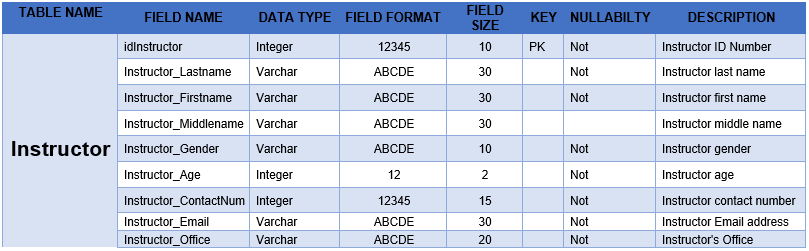 TABLE NAME FIELD NAME DATA TYPE FIELD FORMAT FIELD SIZE KEY NULLABILTY DESCRIPTION
Instructor
idInstructor Integer 12345 10 PK Not Instructor ID Number
Instructor_Lastname Varchar ABCDE 30 Not Instructor last name
Instructor_Firstname Varchar ABCDE 30 Not Instructor first name
Instructor_Middlename Varchar ABCDE 30 Instructor middle name
Instructor_Gender Varchar ABCDE 10 Not Instructor gender
Instructor_Age Integer 12 2 Not Instructor age
Instructor_ContactNum Integer 12345 15 Not Instructor contact number
Instructor_Email Varchar ABCDE 30 Not Instructor Email address
Instructor_Office Varchar ABCDE 20 Not Instructor's Office